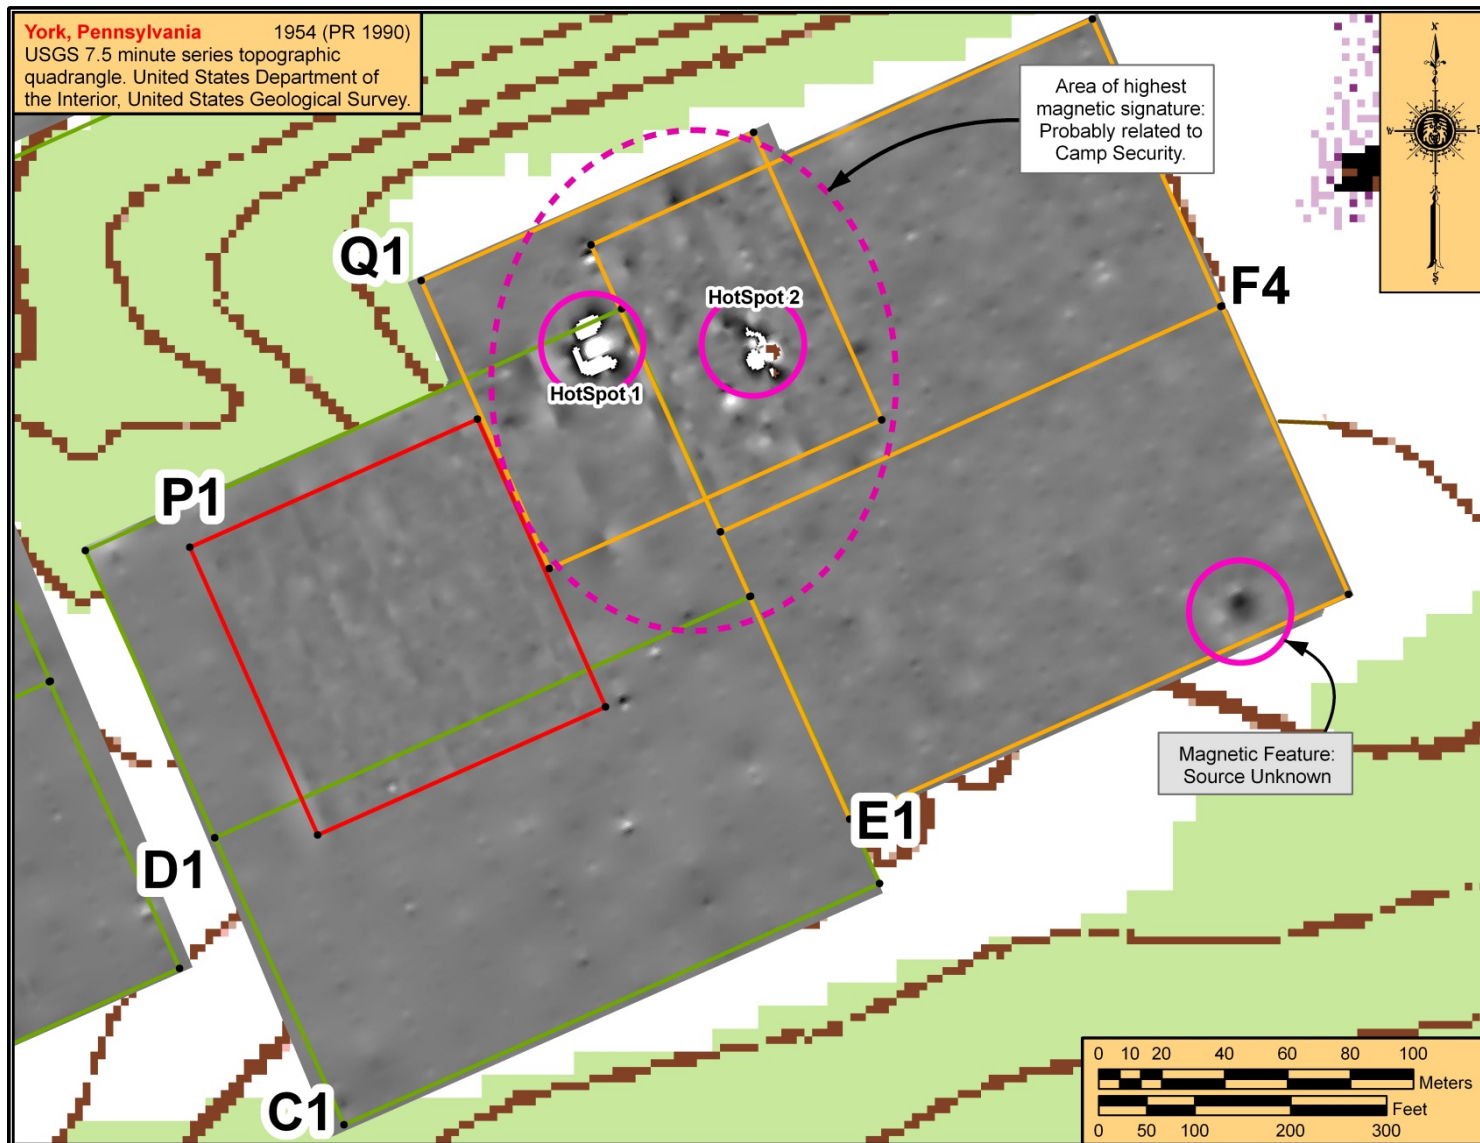 York, Pennsylvania 1954 (PR 1990)
USGS 7.5 minute series topographic
quadrangle. United States Department of
the Interior, United States Geological Survey.
Area of highest
magnetic signature:
Probably related to
Camp Security.
N
W E
S
Q1
F4
HotSpot 2
HotSpot 1
P1
Magnetic Feature:
Source Unknown
E1
D1
C1
0 10 20 40 60 80 100
Meters
Feet
0 50 100 200 300